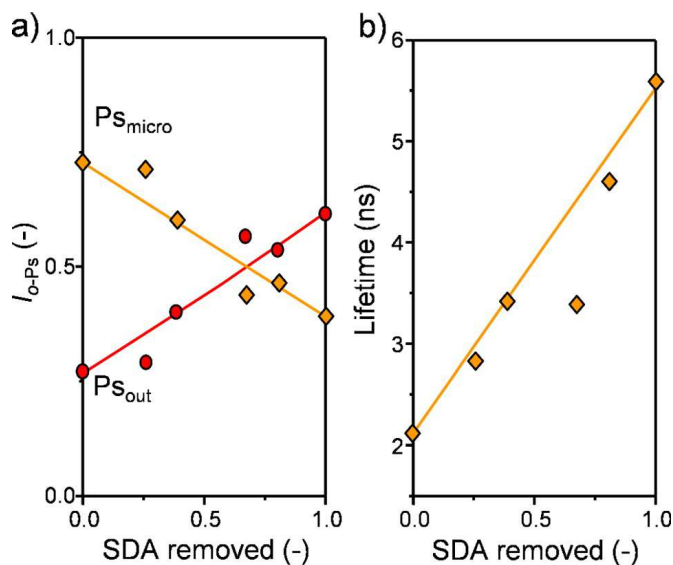 a)
1.0
0.5
0.0
I_o-Ps (-)
Ps_micro
Ps_out
0.0 0.5 1.0
SDA removed (-)
b)
6
5
4
3
2
Lifetime (ns)
0.0 0.5 1.0
SDA removed (-)